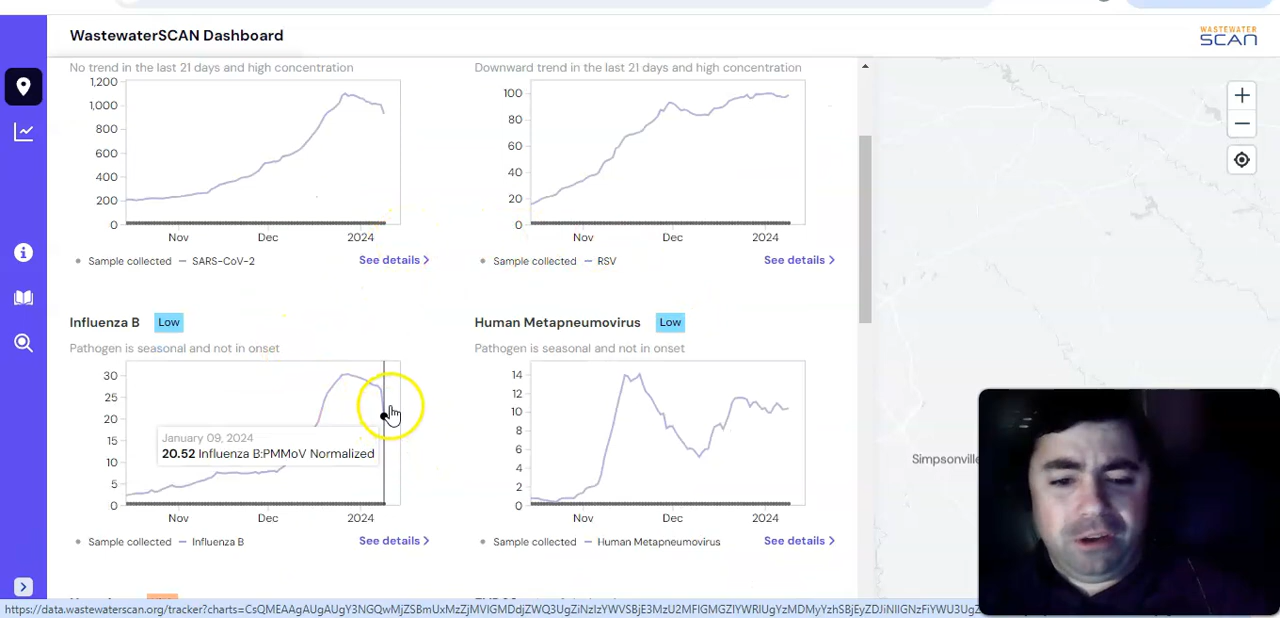 WastewaterSCAN Dashboard
WASTEWATER
SCAN
No trend in the last 21 days and high concentration
1,200
1,000
800
600
400
200
0
Nov
Dec
2024
Sample collected
SARS-CoV-2
See details
Downward trend in the last 21 days and high concentration
100
80
60
40
20
0
Nov
Dec
2024
Sample collected
RSV
See details
Influenza B Low
Pathogen is seasonal and not in onset
30
25
20
15
10
5
0
January 09, 2024
20.52 Influenza B:PMMoV Normalized
Nov
Dec
2024
Sample collected
Influenza B
See details
Human Metapneumovirus Low
Pathogen is seasonal and not in onset
14
12
10
8
6
4
2
0
Nov
Dec
2024
Sample collected
Human Metapneumovirus
See details